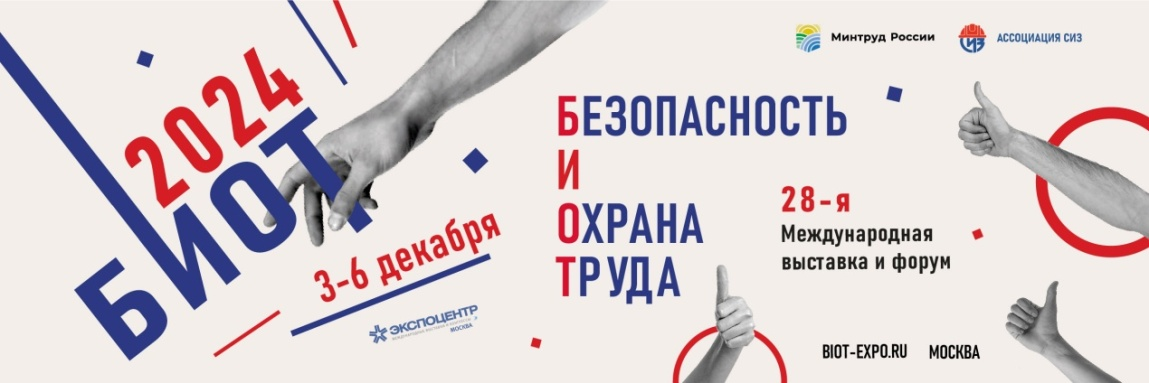 2024
БИОТ
3-6 декабря
ЭКСПОЦЕНТР
МОСКВА
Минтруд России
СИЗ
АССОЦИАЦИЯ СИЗ
БЕЗОПАСНОСТЬ
И
ОХРАНА
ТРУДА
28-я
Международная
выставка и форум
BIOT-EXPO.RU МОСКВА